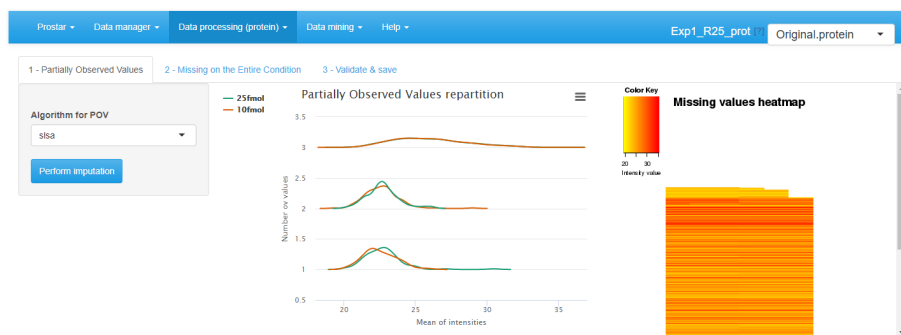 Prostar Data manager Data processing (protein) Data mining Help Exp1_R25_prot [?] Original.protein
1 - Partially Observed Values 2 - Missing on the Entire Condition 3 - Validate & save
Algorithm for POV
slsa
Perform imputation
25fmol
10fmol
Partially Observed Values repartition
Number ov values
3.5
3
2.5
2
1.5
1
0.5
20 25 30 35
Mean of intensities
Color Key
20 30
Intensity value
Missing values heatmap